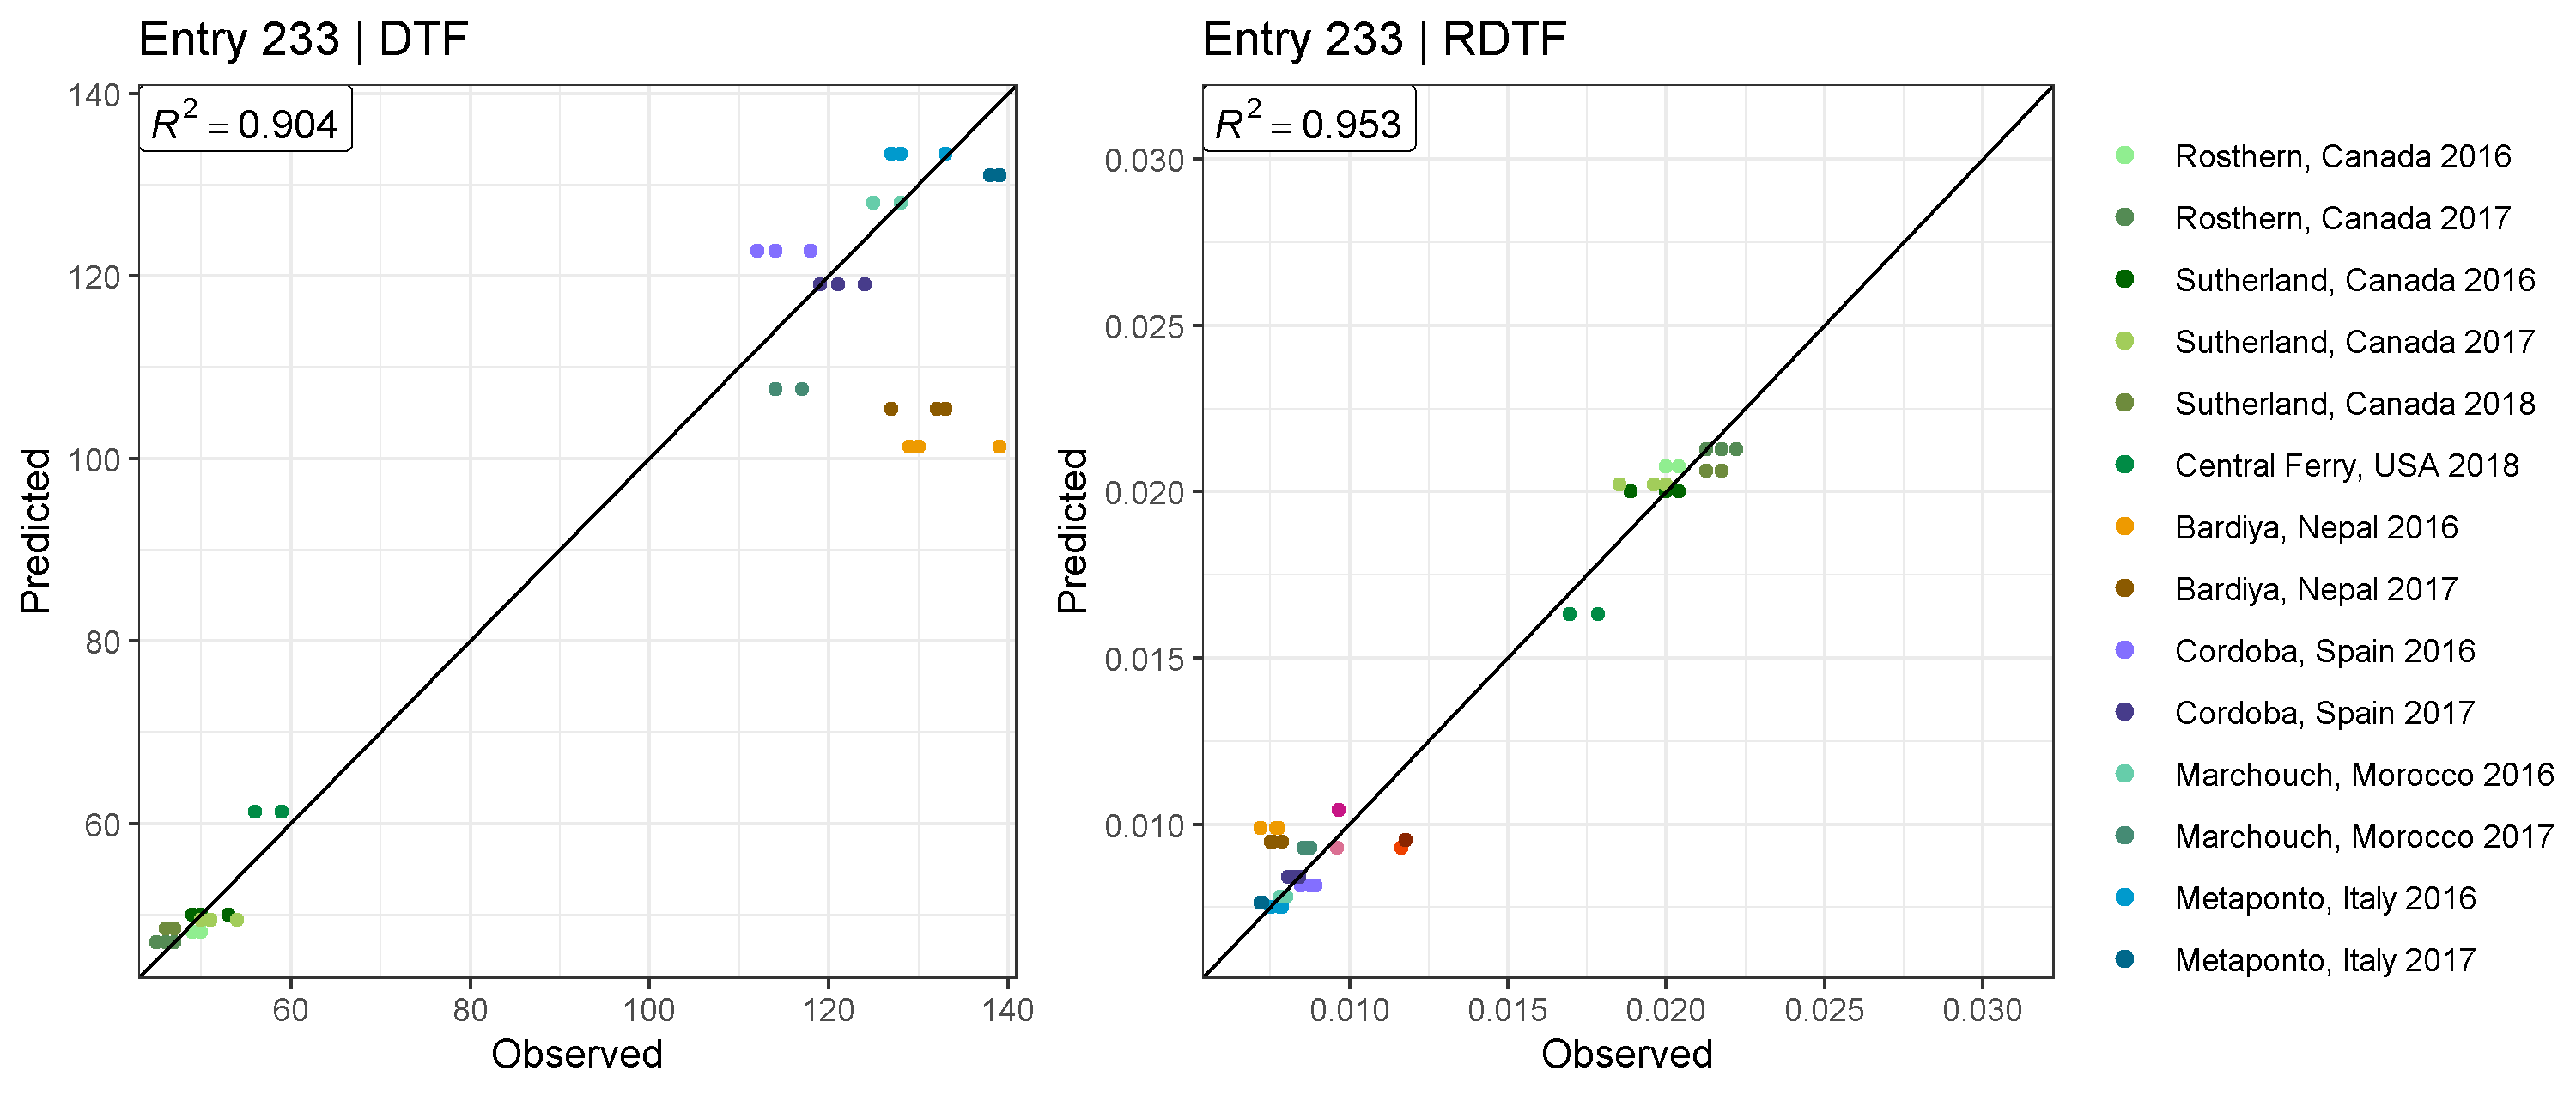 Entry 233 | DTF
R² = 0.904
140
120
100
80
60
Predicted
60 80 100 120 140
Observed
Entry 233 | RDTF
R² = 0.953
0.030
0.025
0.020
0.015
0.010
Predicted
0.010 0.015 0.020 0.025 0.030
Observed
Rosthern, Canada 2016
Rosthern, Canada 2017
Sutherland, Canada 2016
Sutherland, Canada 2017
Sutherland, Canada 2018
Central Ferry, USA 2018
Bardiya, Nepal 2016
Bardiya, Nepal 2017
Cordoba, Spain 2016
Cordoba, Spain 2017
Marchouch, Morocco 2016
Marchouch, Morocco 2017
Metaponto, Italy 2016
Metaponto, Italy 2017